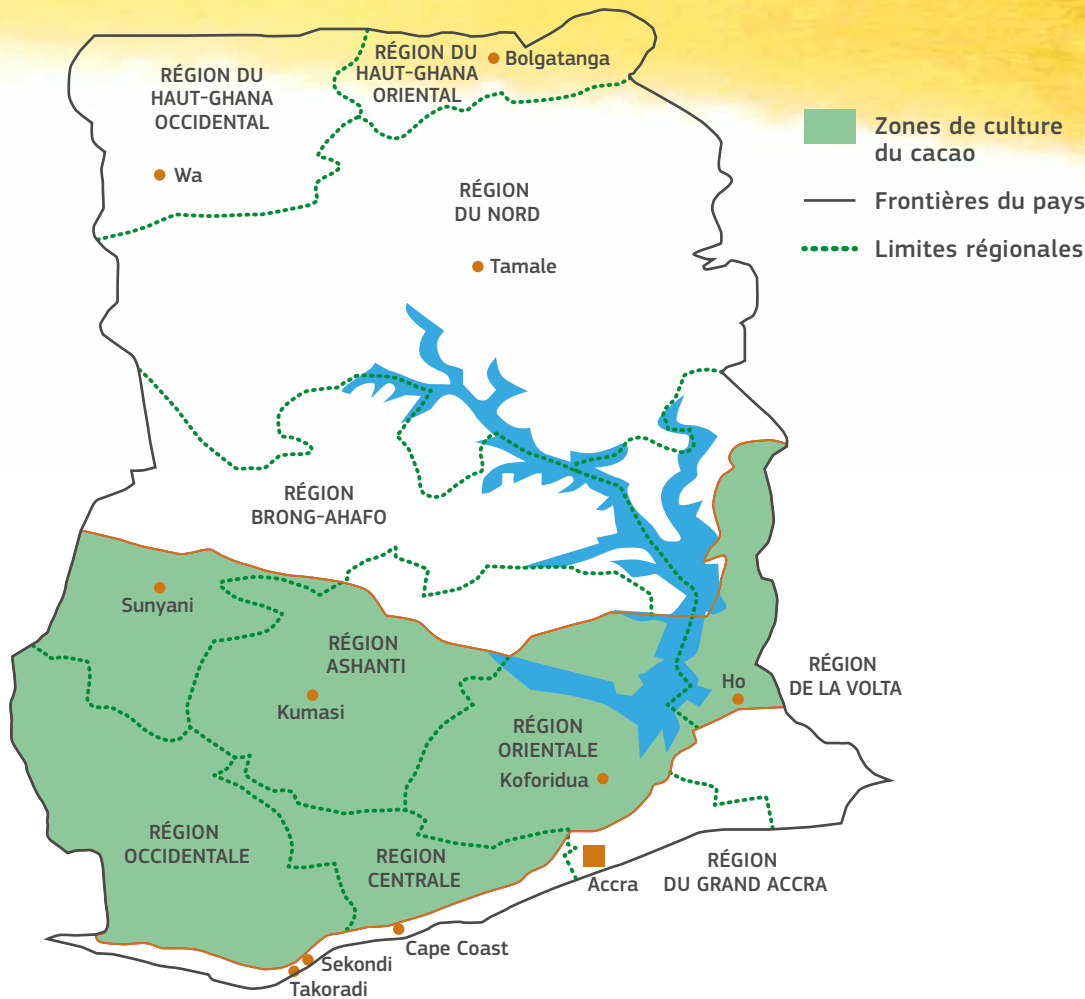 RÉGION DU
HAUT-GHANA
OCCIDENTAL
RÉGION DU
HAUT-GHANA
ORIENTAL
Bolgatanga
Wa
RÉGION
DU NORD
Tamale
Zones de culture
du cacao
Frontières du pays
Limites régionales
RÉGION
BRONG-AHAFO
Sunyani
RÉGION
ASHANTI
Kumasi
Ho
RÉGION
DE LA VOLTA
RÉGION
ORIENTALE
Koforidua
RÉGION
OCCIDENTALE
REGION
CENTRALE
Accra
RÉGION
DU GRAND ACCRA
Cape Coast
Sekondi
Takoradi